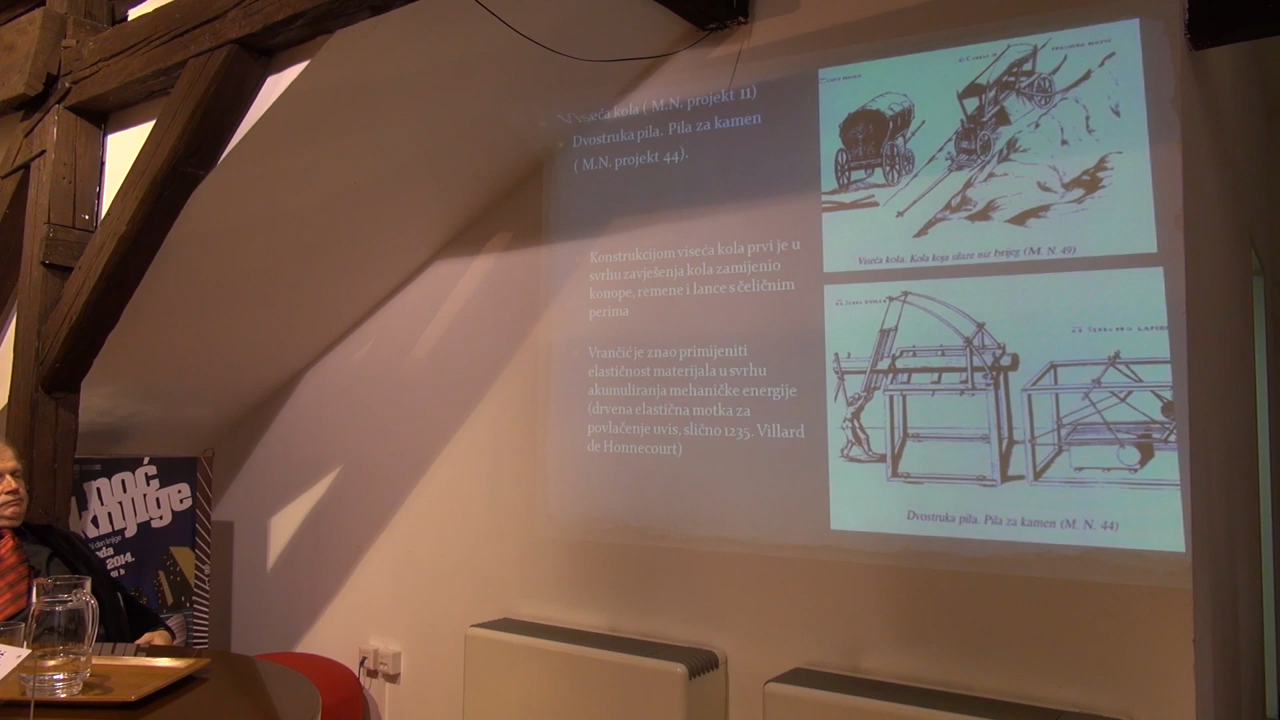 Viseća kola ( M.N. projekt 11)
Dvostruka pila. Pila za kamen
( M.N. projekt 44).
Konstrukcijom viseća kola prvi je u
svrhu zavješenja kola zamijenio
konope, remene i lance s čeličnim
perima
Vrančić je znao primijeniti
elastičnost materijala u svrhu
akumuliranja mehaničke energije
(drvena elastična motka za
povlačenje uvis, slično 1235. Villard
de Honnecourt)
Viseća kola. Kola koja silaze niz brijeg (M. N. 49)
Dvostruka pila. Pila za kamen (M. N. 44)
noć
knjige
dan knjige
2014.